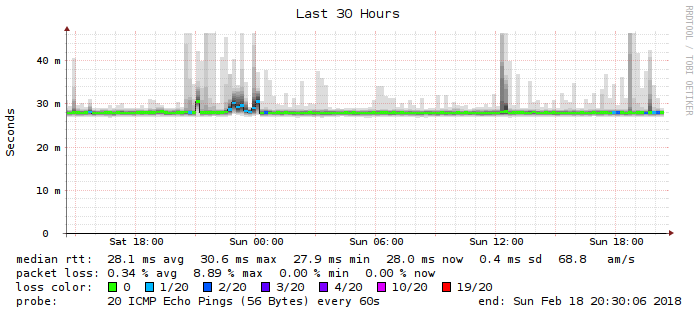 Last 30 Hours
RRDTOOL / TOBI OETIKER
Seconds
40 m
30 m
20 m
10 m
0
Sat 18:00 Sun 00:00 Sun 06:00 Sun 12:00 Sun 18:00
median rtt: 28.1 ms avg 30.6 ms max 27.9 ms min 28.0 ms now 0.4 ms sd 68.8 am/s
packet loss: 0.34 % avg 8.89 % max 0.00 % min 0.00 % now
loss color: 0 1/20 2/20 3/20 4/20 10/20 19/20
probe: 20 ICMP Echo Pings (56 Bytes) every 60s end: Sun Feb 18 20:30:06 2018